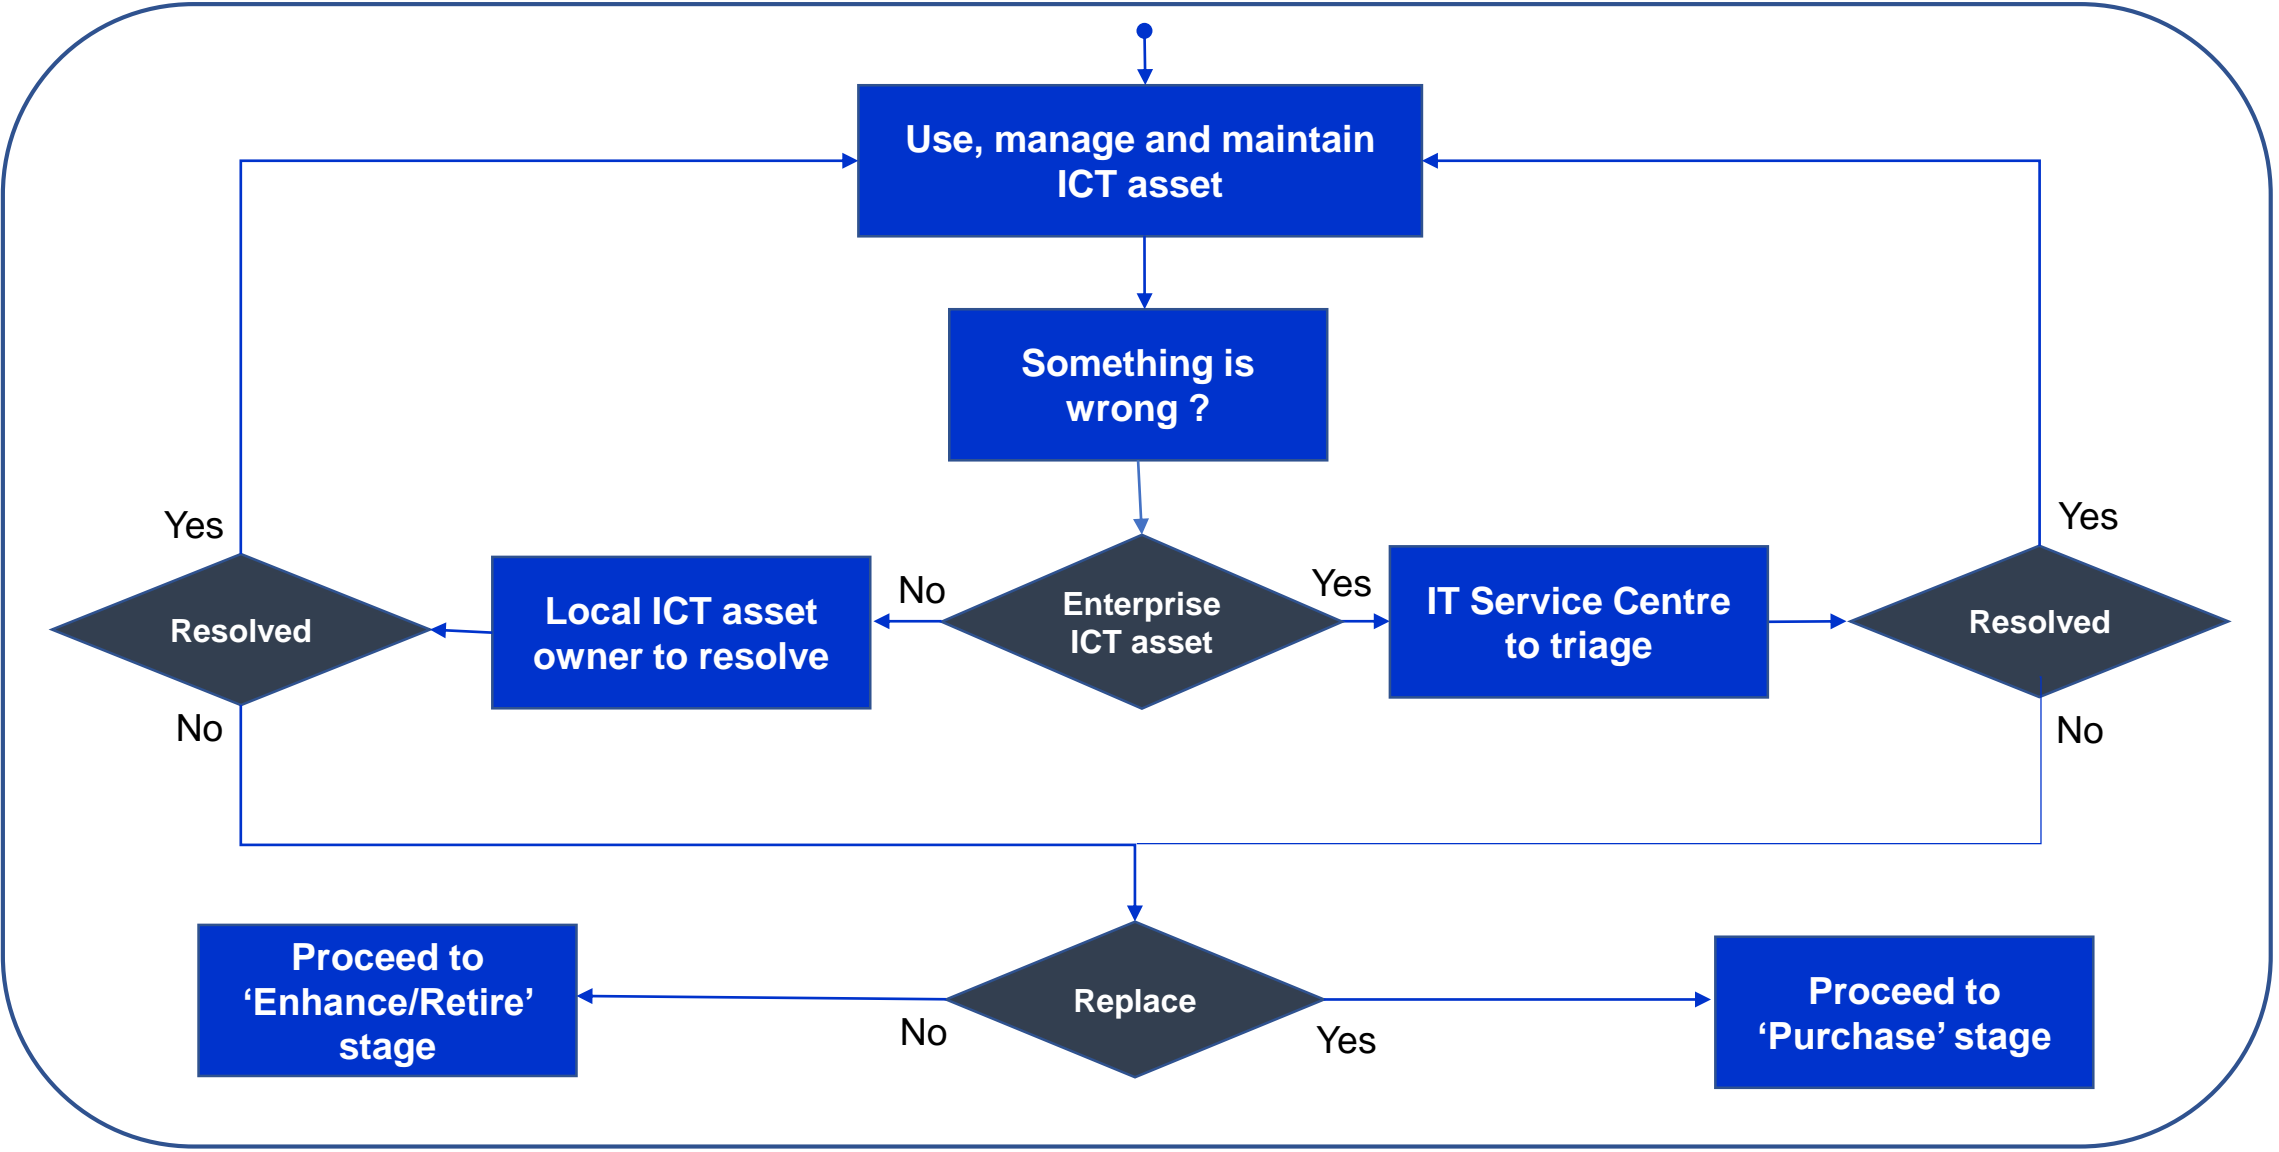 Use, manage and maintain
ICT asset
Something is
wrong ?
Yes
Yes
No
Yes
Resolved
Local ICT asset
owner to resolve
Enterprise
ICT asset
IT Service Centre
to triage
Resolved
No
No
Proceed to
‘Enhance/Retire’
stage
No
Replace
Yes
Proceed to
‘Purchase’ stage